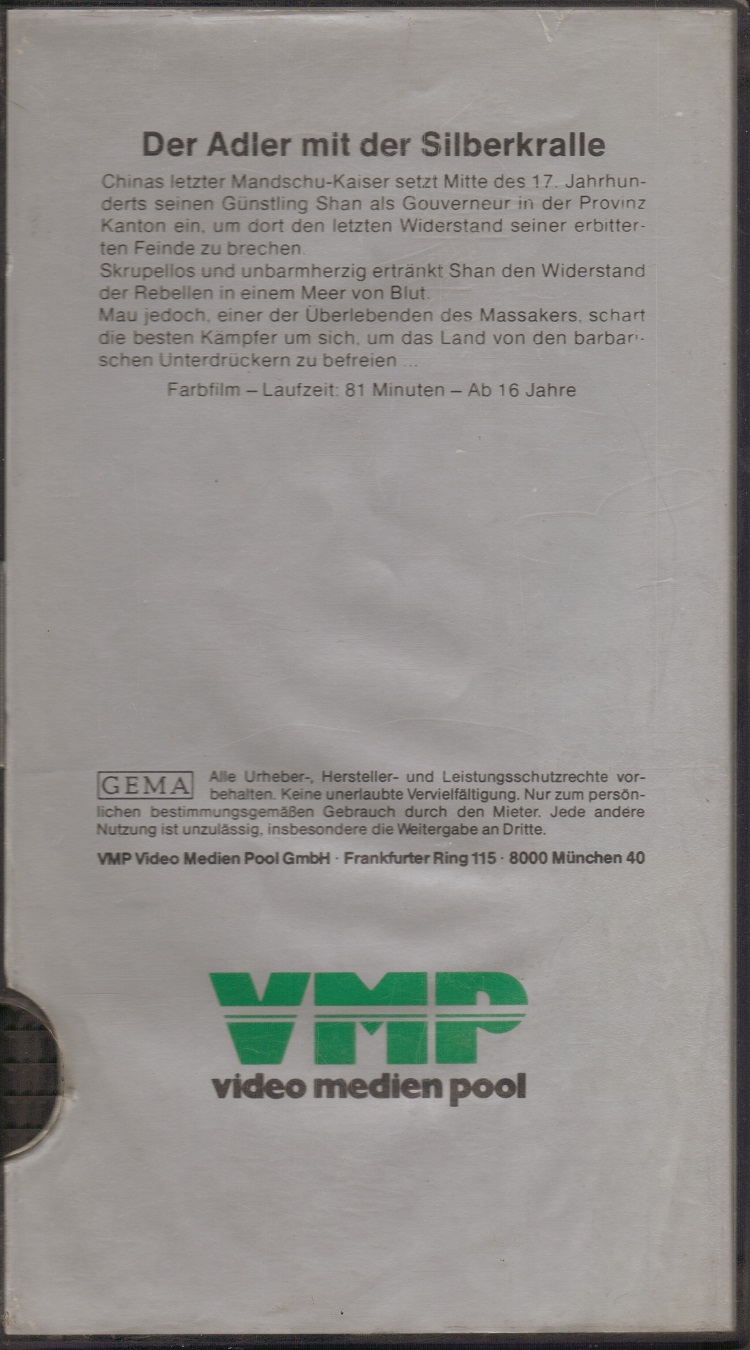 Der Adler mit der Silberkralle
Chinas letzter Mandschu-Kaiser setzt Mitte des 17. Jahrhun-
derts seinen Günstling Shan als Gouverneur in der Provinz
Kanton ein, um dort den letzten Widerstand seiner erbitter-
ten Feinde zu brechen.
Skrupellos und unbarmherzig ertränkt Shan den Widerstand
der Rebellen in einem Meer von Blut.
Mau jedoch, einer der Überlebenden des Massakers, schart
die besten Kämpfer um sich, um das Land von den barbari-
schen Unterdrückern zu befreien ...
Farbfilm – Laufzeit: 81 Minuten – Ab 16 Jahre
GEMA Alle Urheber-, Hersteller- und Leistungsschutzrechte vor-
behalten. Keine unerlaubte Vervielfältigung. Nur zum persön-
lichen bestimmungsgemäßen Gebrauch durch den Mieter. Jede andere
Nutzung ist unzulässig, insbesondere die Weitergabe an Dritte.
VMP Video Medien Pool GmbH · Frankfurter Ring 115 · 8000 München 40
VMP
video medien pool